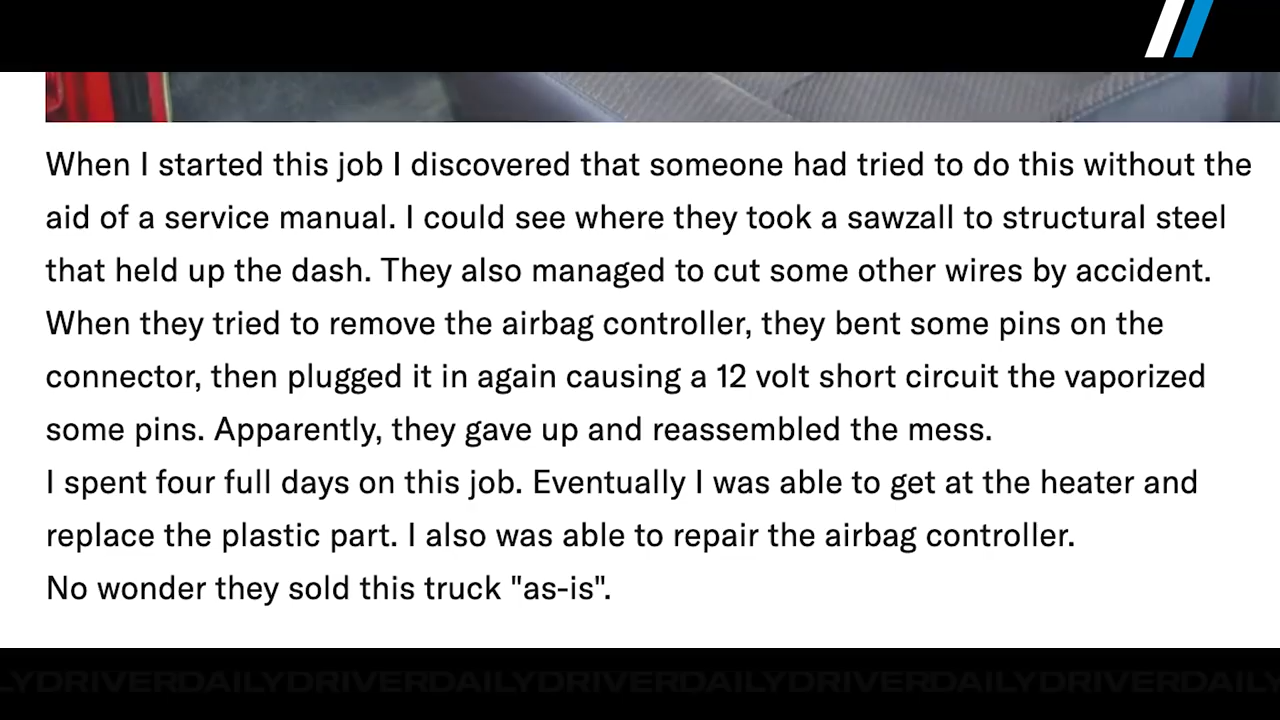 When I started this job I discovered that someone had tried to do this without the
aid of a service manual. I could see where they took a sawzall to structural steel
that held up the dash. They also managed to cut some other wires by accident.
When they tried to remove the airbag controller, they bent some pins on the
connector, then plugged it in again causing a 12 volt short circuit the vaporized
some pins. Apparently, they gave up and reassembled the mess.
I spent four full days on this job. Eventually I was able to get at the heater and
replace the plastic part. I also was able to repair the airbag controller.
No wonder they sold this truck "as-is".
LYDRIVERDAILYDRIVERDAILYDRIVERDAILYDRIVERDAILYDRIVERDAILYDRIVERDAILY